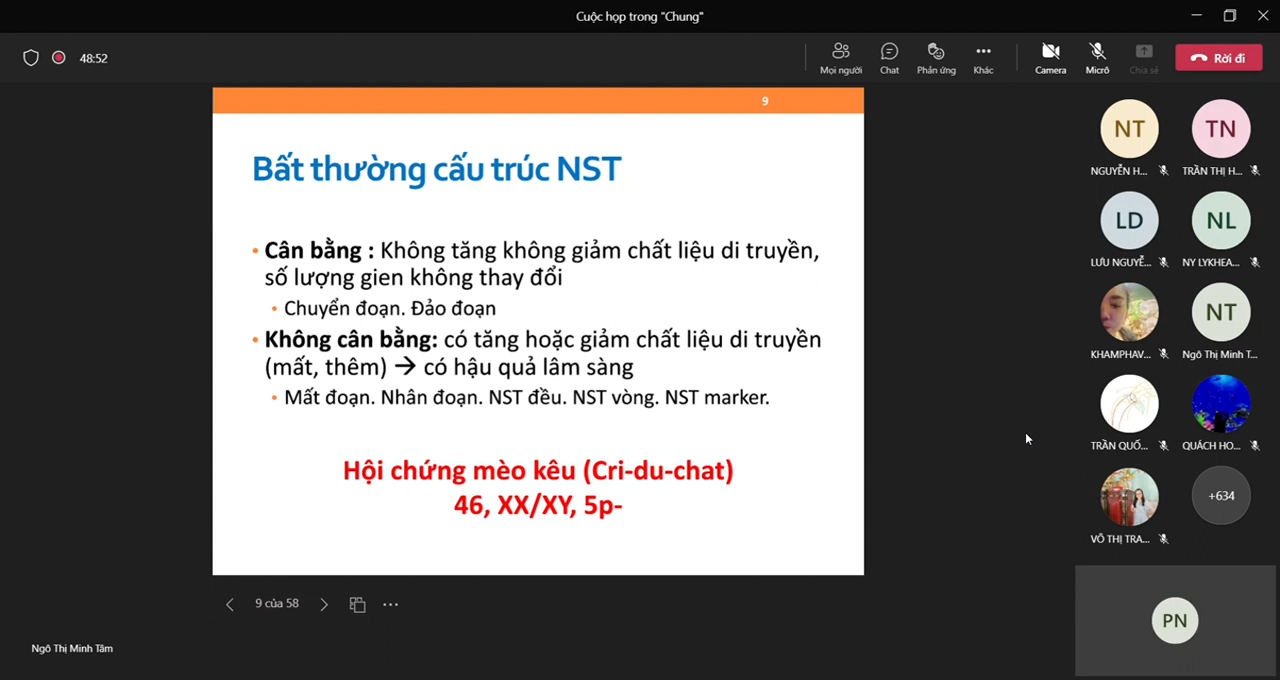 Cuộc họp trong "Chung"
48:52
Mọi người
Chat
Phản ứng
Khác
Camera
Micrô
Chia sẻ
Rời đi
9
Bất thường cấu trúc NST
• Cân bằng : Không tăng không giảm chất liệu di truyền,
số lượng gien không thay đổi
• Chuyển đoạn. Đảo đoạn
• Không cân bằng: có tăng hoặc giảm chất liệu di truyền
(mất, thêm) → có hậu quả lâm sàng
• Mất đoạn. Nhân đoạn. NST đều. NST vòng. NST marker.
Hội chứng mèo kêu (Cri-du-chat)
46, XX/XY, 5p-
9 của 58
Ngô Thị Minh Tâm
NT
TN
NGUYỄN H...
TRẦN THỊ H...
LD
NL
LƯU NGUYỄ...
NY LYKHEA...
NT
KHAMPHAV...
Ngô Thị Minh T...
TRẦN QUỐ...
QUÁCH HO...
+634
VÕ THỊ TRA...
PN